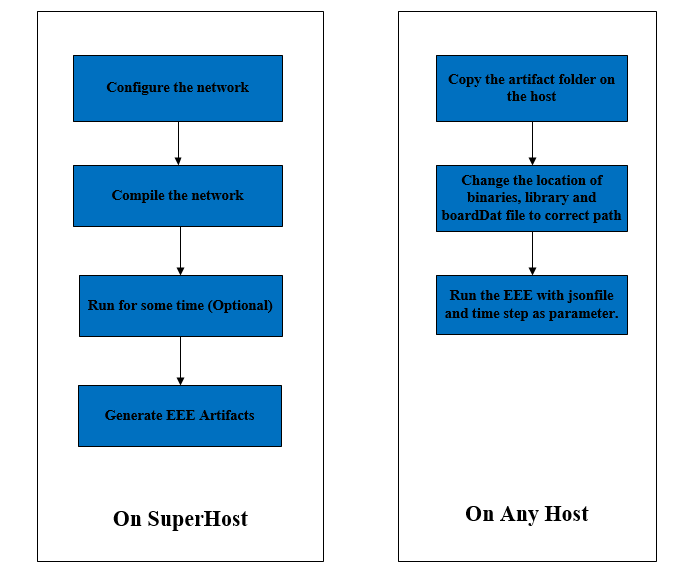 Configure the network
Compile the network
Run for some time (Optional)
Generate EEE Artifacts
On SuperHost
Copy the artifact folder on
the host
Change the location of
binaries, library and
boardDat file to correct path
Run the EEE with jsonfile
and time step as parameter.
On Any Host